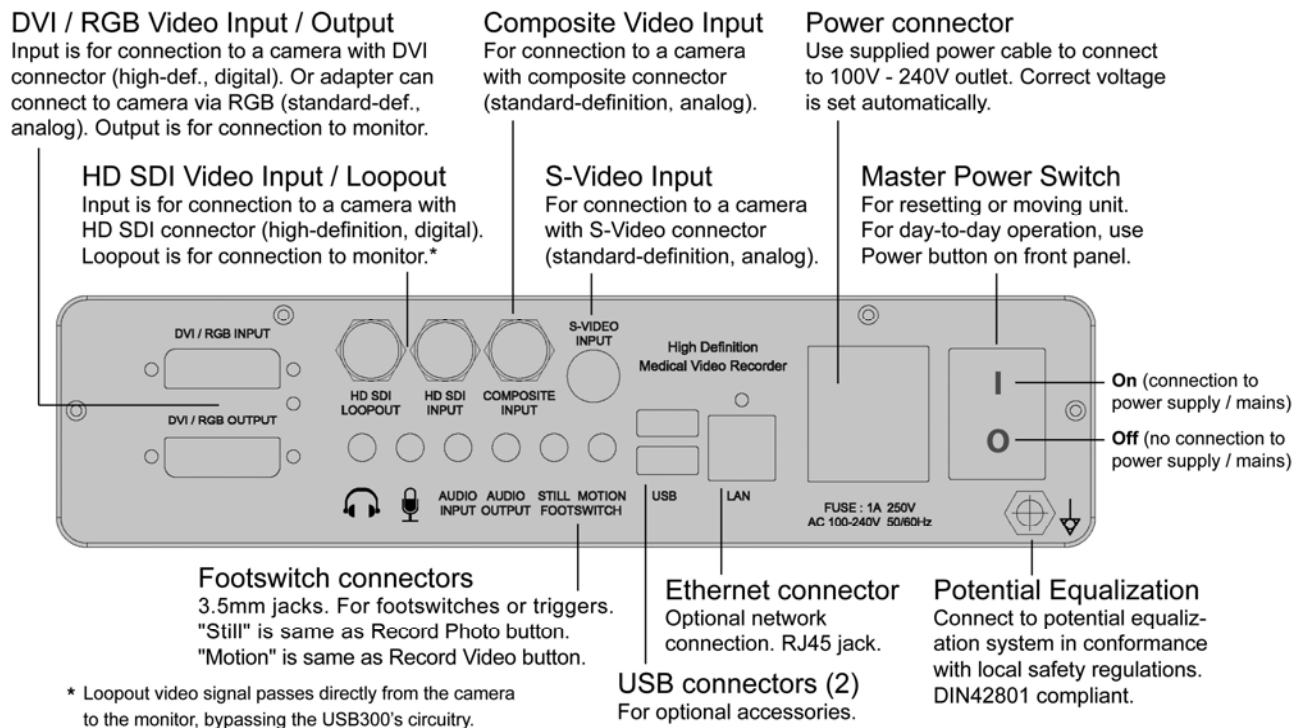 DVI / RGB Video Input / Output
Input is for connection to a camera with DVI
connector (high-def., digital). Or adapter can
connect to camera via RGB (standard-def.,
analog). Output is for connection to monitor.
Composite Video Input
For connection to a camera
with composite connector
(standard-definition, analog).
Power connector
Use supplied power cable to connect
to 100V - 240V outlet. Correct voltage
is set automatically.
HD SDI Video Input / Loopout
Input is for connection to a camera with
HD SDI connector (high-definition, digital).
Loopout is for connection to monitor.*
S-Video Input
For connection to a camera
with S-Video connector
(standard-definition, analog).
Master Power Switch
For resetting or moving unit.
For day-to-day operation, use
Power button on front panel.
DVI / RGB INPUT
DVI / RGB OUTPUT
HD SDI
LOOPOUT
HD SDI
INPUT
COMPOSITE
INPUT
S-VIDEO
INPUT
High Definition
Medical Video Recorder
I
O
On (connection to
power supply / mains)
Off (no connection to
power supply / mains)
AUDIO
INPUT
AUDIO
OUTPUT
STILL MOTION
FOOTSWITCH
USB
LAN
FUSE : 1A 250V
AC 100-240V 50/60Hz
Footswitch connectors
3.5mm jacks. For footswitches or triggers.
"Still" is same as Record Photo button.
"Motion" is same as Record Video button.
Ethernet connector
Optional network
connection. RJ45 jack.
Potential Equalization
Connect to potential equaliz-
ation system in conformance
with local safety regulations.
DIN42801 compliant.
USB connectors (2)
For optional accessories.
* Loopout video signal passes directly from the camera
to the monitor, bypassing the USB300's circuitry.